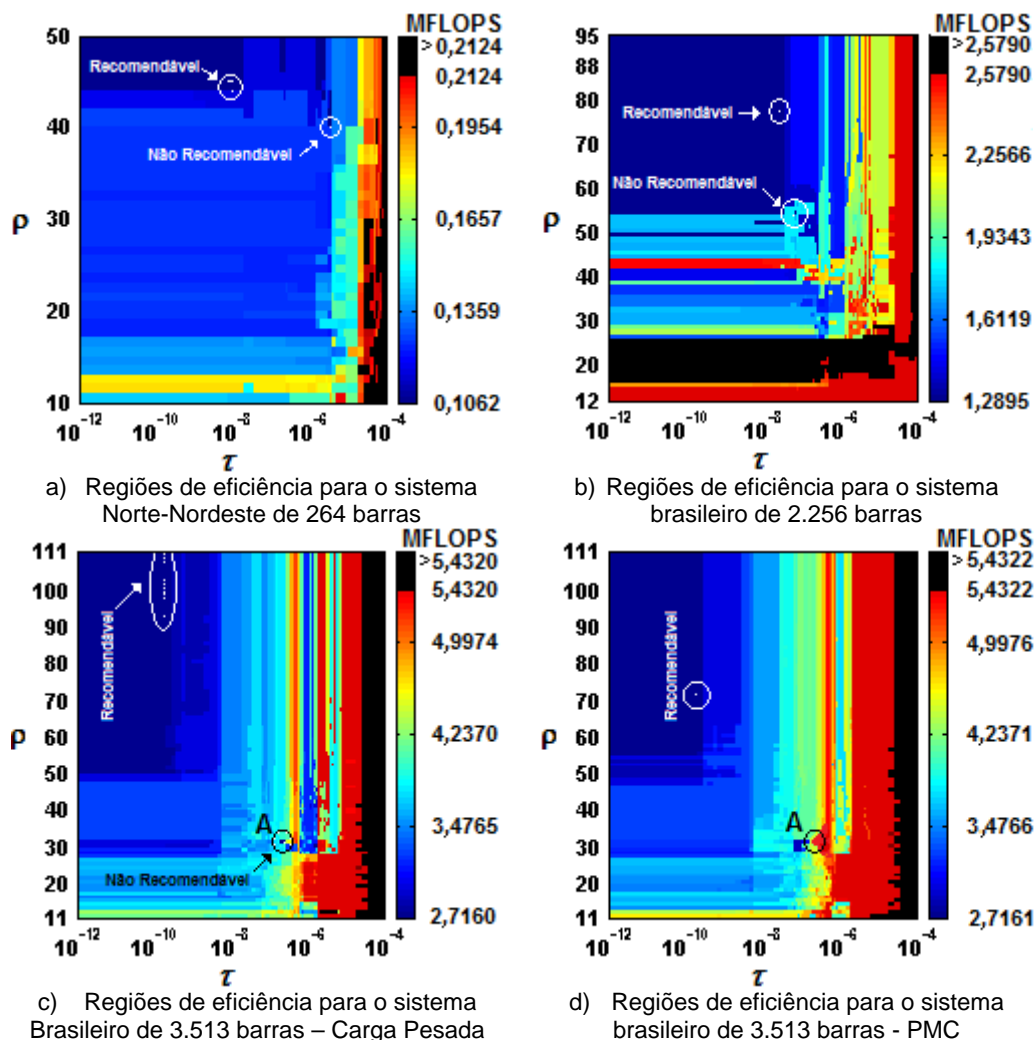 MFLOPS
50
40
30
20
10
ρ
Recomendável
Não Recomendável
>0,2124
0,2124
0,1954
0,1657
0,1359
0,1062
10⁻¹² 10⁻¹⁰ 10⁻⁸ 10⁻⁶ 10⁻⁴
τ
a) Regiões de eficiência para o sistema
Norte-Nordeste de 264 barras
MFLOPS
95
88
80
70
60
50
40
30
20
12
ρ
Recomendável
Não Recomendável
>2,5790
2,5790
2,2566
1,9343
1,6119
1,2895
10⁻¹² 10⁻¹⁰ 10⁻⁸ 10⁻⁶ 10⁻⁴
τ
b) Regiões de eficiência para o sistema
brasileiro de 2.256 barras
MFLOPS
111
100
90
80
70
60
50
40
30
20
11
ρ
Recomendável
A
Não Recomendável
>5,4320
5,4320
4,9974
4,2370
3,4765
2,7160
10⁻¹² 10⁻¹⁰ 10⁻⁸ 10⁻⁶ 10⁻⁴
τ
c) Regiões de eficiência para o sistema
Brasileiro de 3.513 barras – Carga Pesada
MFLOPS
111
100
90
80
70
60
50
40
30
20
11
ρ
Recomendável
A
>5,4322
5,4322
4,9976
4,2371
3,4766
2,7161
10⁻¹² 10⁻¹⁰ 10⁻⁸ 10⁻⁶ 10⁻⁴
τ
d) Regiões de eficiência para o sistema
brasileiro de 3.513 barras - PMC